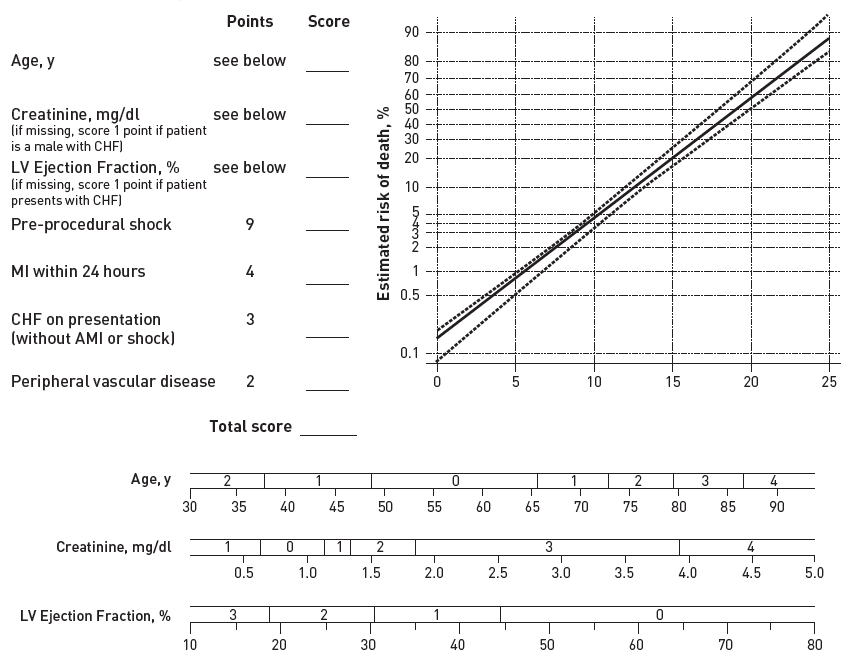 Points Score
Age, y see below
Creatinine, mg/dl see below
(if missing, score 1 point if patient
is a male with CHF)
LV Ejection Fraction, % see below
(if missing, score 1 point if patient
presents with CHF)
Pre-procedural shock 9
MI within 24 hours 4
CHF on presentation 3
(without AMI or shock)
Peripheral vascular disease 2
Total score
Estimated risk of death, %
90
80
70
60
50
40
30
20
10
5
4
3
2
1
0.5
0.1
0 5 10 15 20 25
Age, y 2 1 0 1 2 3 4
30 35 40 45 50 55 60 65 70 75 80 85 90
Creatinine, mg/dl 1 0 1 2 3 4
0.5 1.0 1.5 2.0 2.5 3.0 3.5 4.0 4.5 5.0
LV Ejection Fraction, % 3 2 1 0
10 20 30 40 50 60 70 80